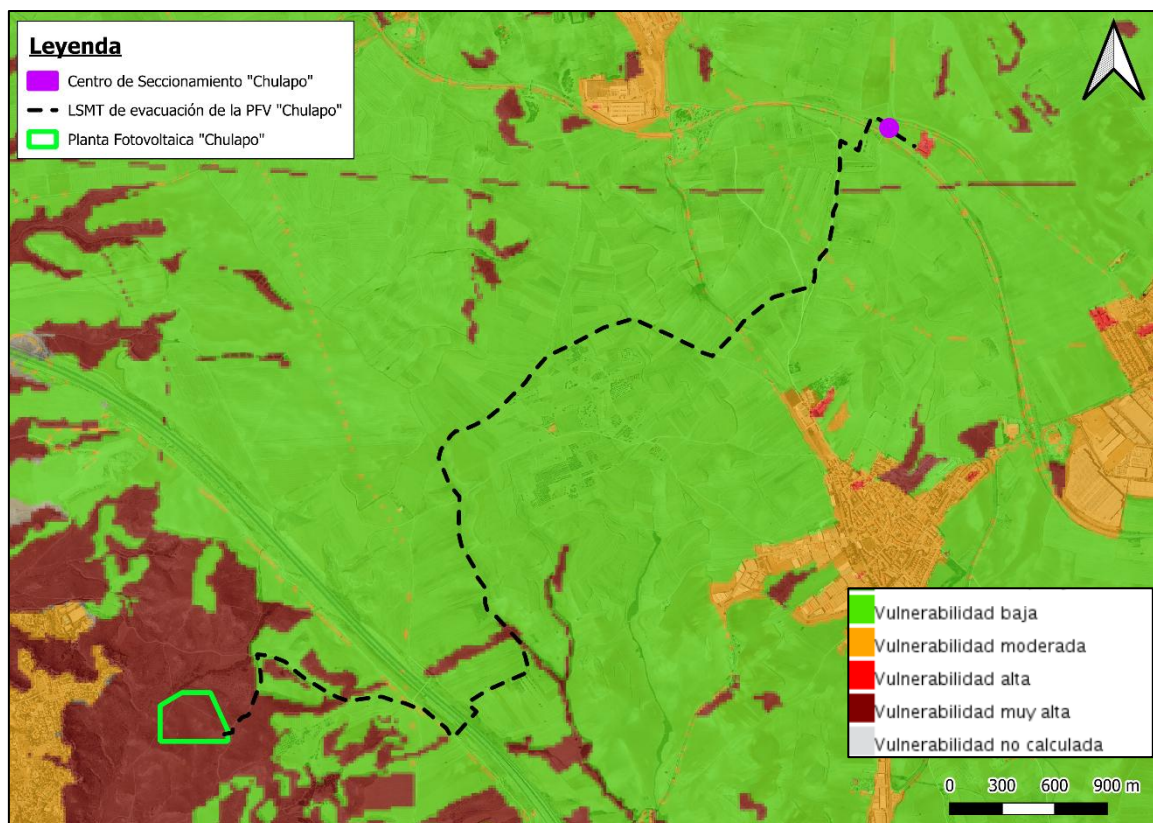 Leyenda
Centro de Seccionamiento "Chulapo"
LSMT de evacuación de la PFV "Chulapo"
Planta Fotovoltaica "Chulapo"
Vulnerabilidad baja
Vulnerabilidad moderada
Vulnerabilidad alta
Vulnerabilidad muy alta
Vulnerabilidad no calculada
0 300 600 900 m